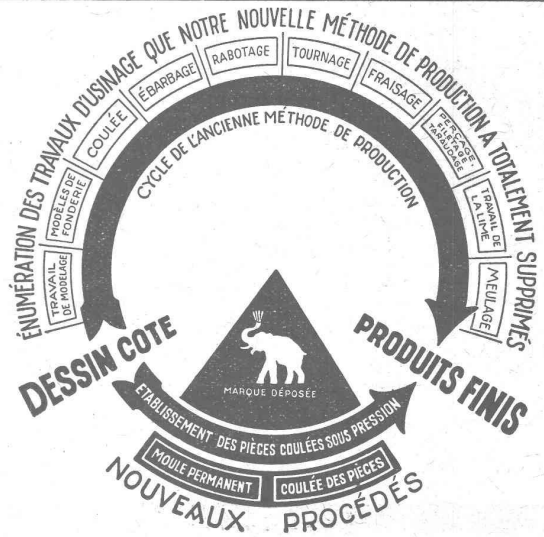 ÉNUMÉRATION DES TRAVAUX D'USINAGE QUE NOTRE NOUVELLE MÉTHODE DE PRODUCTION A TOTALEMENT SUPPRIMÉS
TRAVAIL
DE MODELAGE
MODÈLES DE
FONDERIE
COULÉE
ÉBARBAGE
RABOTAGE
TOURNAGE
FRAISAGE
PERÇAGE,
FILETAGE,
TARAUDAGE
TRAVAIL DE
LA LIME
MEULAGE
CYCLE DE L'ANCIENNE MÉTHODE DE PRODUCTION
DESSIN COTE
PRODUITS FINIS
MARQUE DÉPOSÉE
ETABLISSEMENT DES PIÈCES COULÉES SOUS PRESSION
MOULE PERMANENT
COULÉE DES PIÈCES
NOUVEAUX PROCÉDÉS